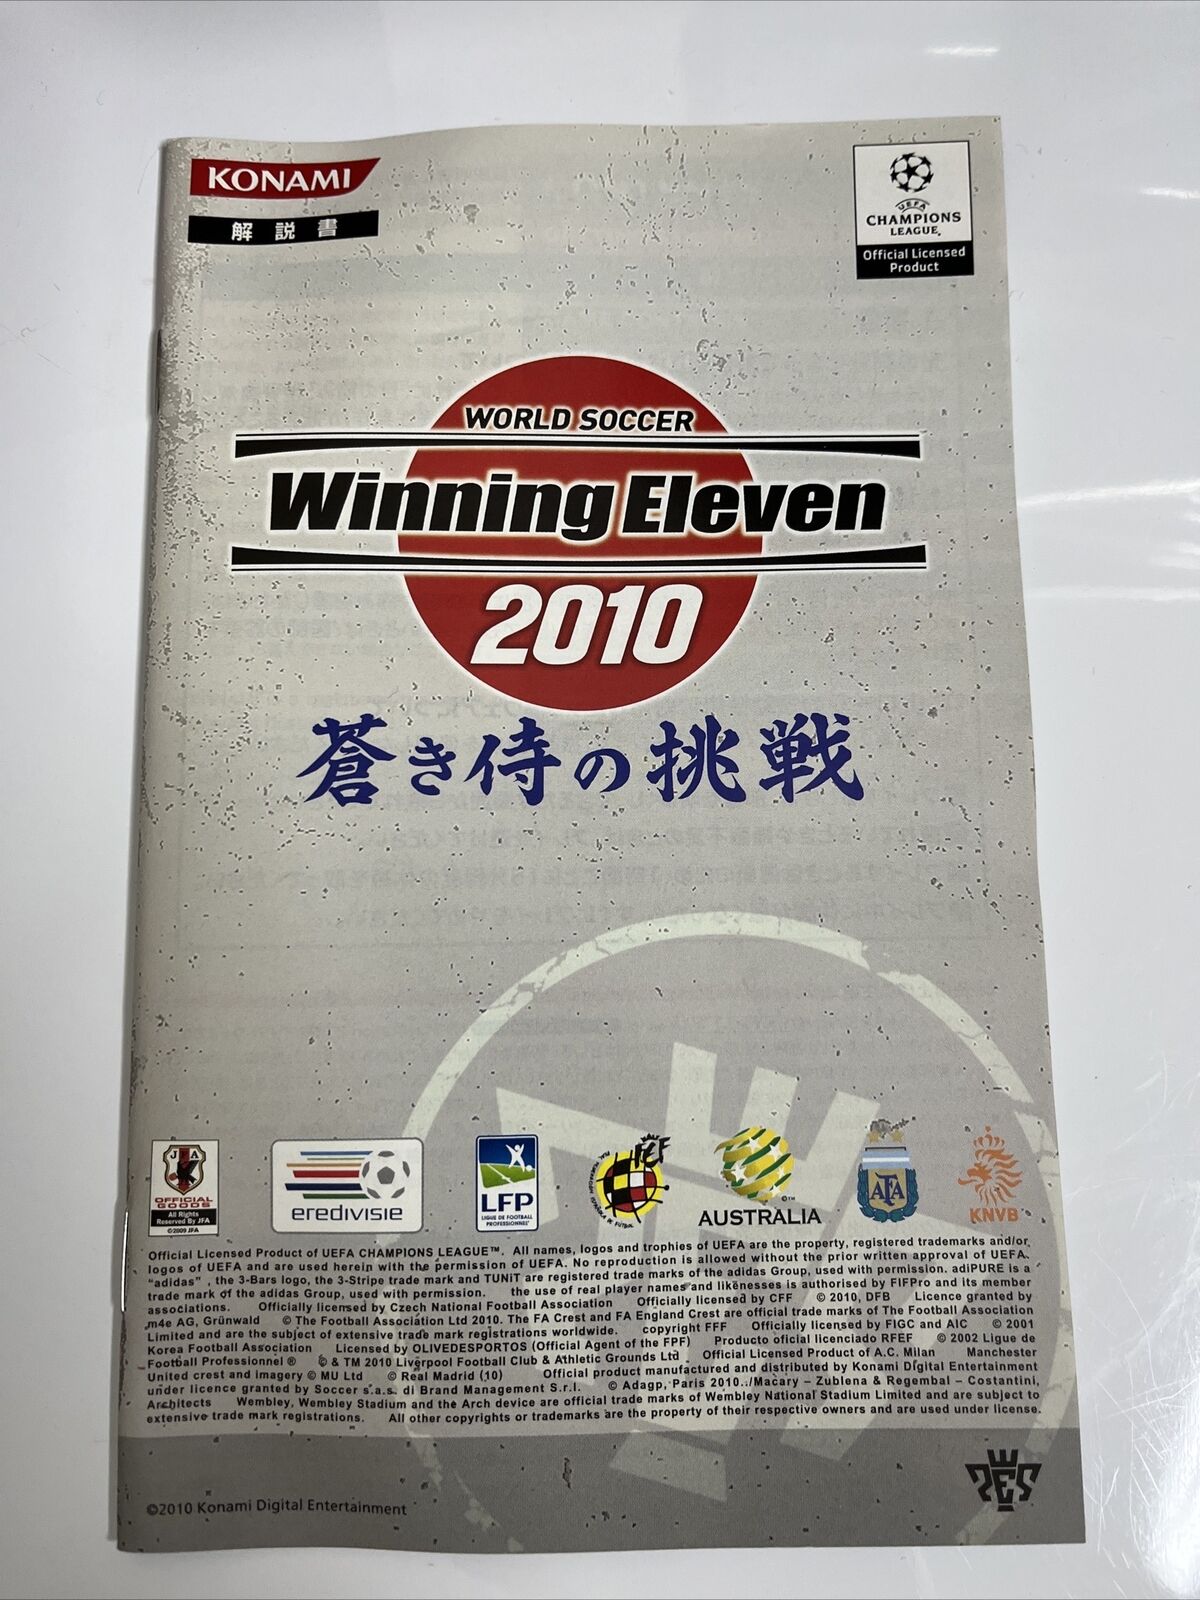 KONAMI
解説書
UEFA
CHAMPIONS
LEAGUE
Official Licensed
Product
WORLD SOCCER
Winning Eleven
2010
蒼き侍の挑戦
JFA
OFFICIAL
GOODS
All Rights
Reserved By JFA
©2009 JFA
eredivisie
LFP
LIGUE DE FOOTBALL
PROFESSIONNEL
©™
AUSTRALIA
AFA
KNVB
Official Licensed Product of UEFA CHAMPIONS LEAGUE™. All names, logos and trophies of UEFA are the property, registered trademarks and/or
logos of UEFA and are used herein with the permission of UEFA. No reproduction is allowed without the prior written approval of UEFA.
"adidas", the 3-Bars logo, the 3-Stripe trade mark and TUNiT are registered trade marks of the adidas Group, used with permission. adiPURE is a
trade mark of the adidas Group, used with permission. the use of real player names and likenesses is authorised by FIFPro and its member
associations. Officially licensed by Czech National Football Association Officially licensed by CFF © 2010, DFB Licence granted by
m4e AG, Grünwald © The Football Association Ltd 2010. The FA Crest and FA England Crest are official trade marks of The Football Association
Limited and are the subject of extensive trade mark registrations worldwide. copyright FFF Officially licensed by FIGC and AIC © 2001
Korea Football Association Licensed by OLIVEDESPORTOS (Official Agent of the FPF) Producto oficial licenciado RFEF © 2002 Ligue de
Football Professionnel ® © & TM 2010 Liverpool Football Club & Athletic Grounds Ltd Official Licensed Product of A.C. Milan Manchester
United crest and imagery © MU Ltd © Real Madrid (10) Official product manufactured and distributed by Konami Digital Entertainment
under licence granted by Soccer s.a.s. di Brand Management S.r.l. © Adagp, Paris 2010../Macary – Zublena & Regembal – Costantini,
Architects Wembley, Wembley Stadium and the Arch device are official trade marks of Wembley National Stadium Limited and are subject to
extensive trade mark registrations. All other copyrights or trademarks are the property of their respective owners and are used under license.
©2010 Konami Digital Entertainment